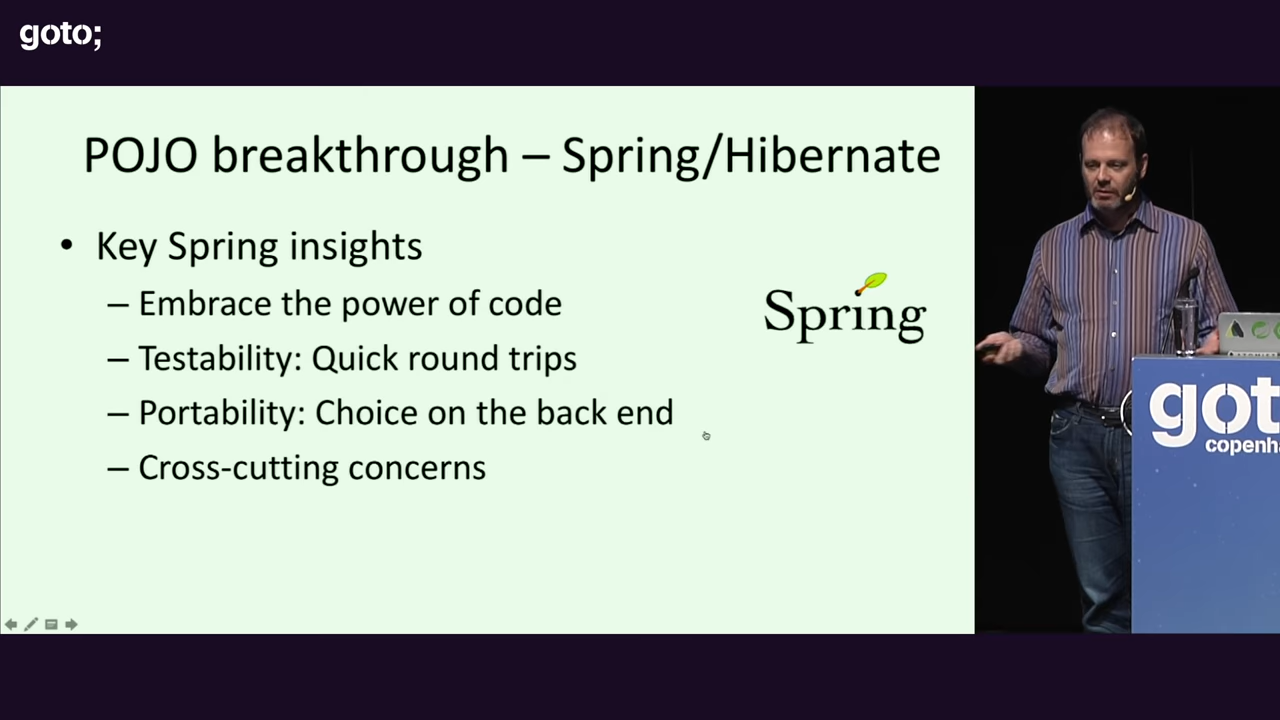 goto;
POJO breakthrough – Spring/Hibernate
• Key Spring insights
– Embrace the power of code
– Testability: Quick round trips
– Portability: Choice on the back end
– Cross-cutting concerns
Spring
got
copenha